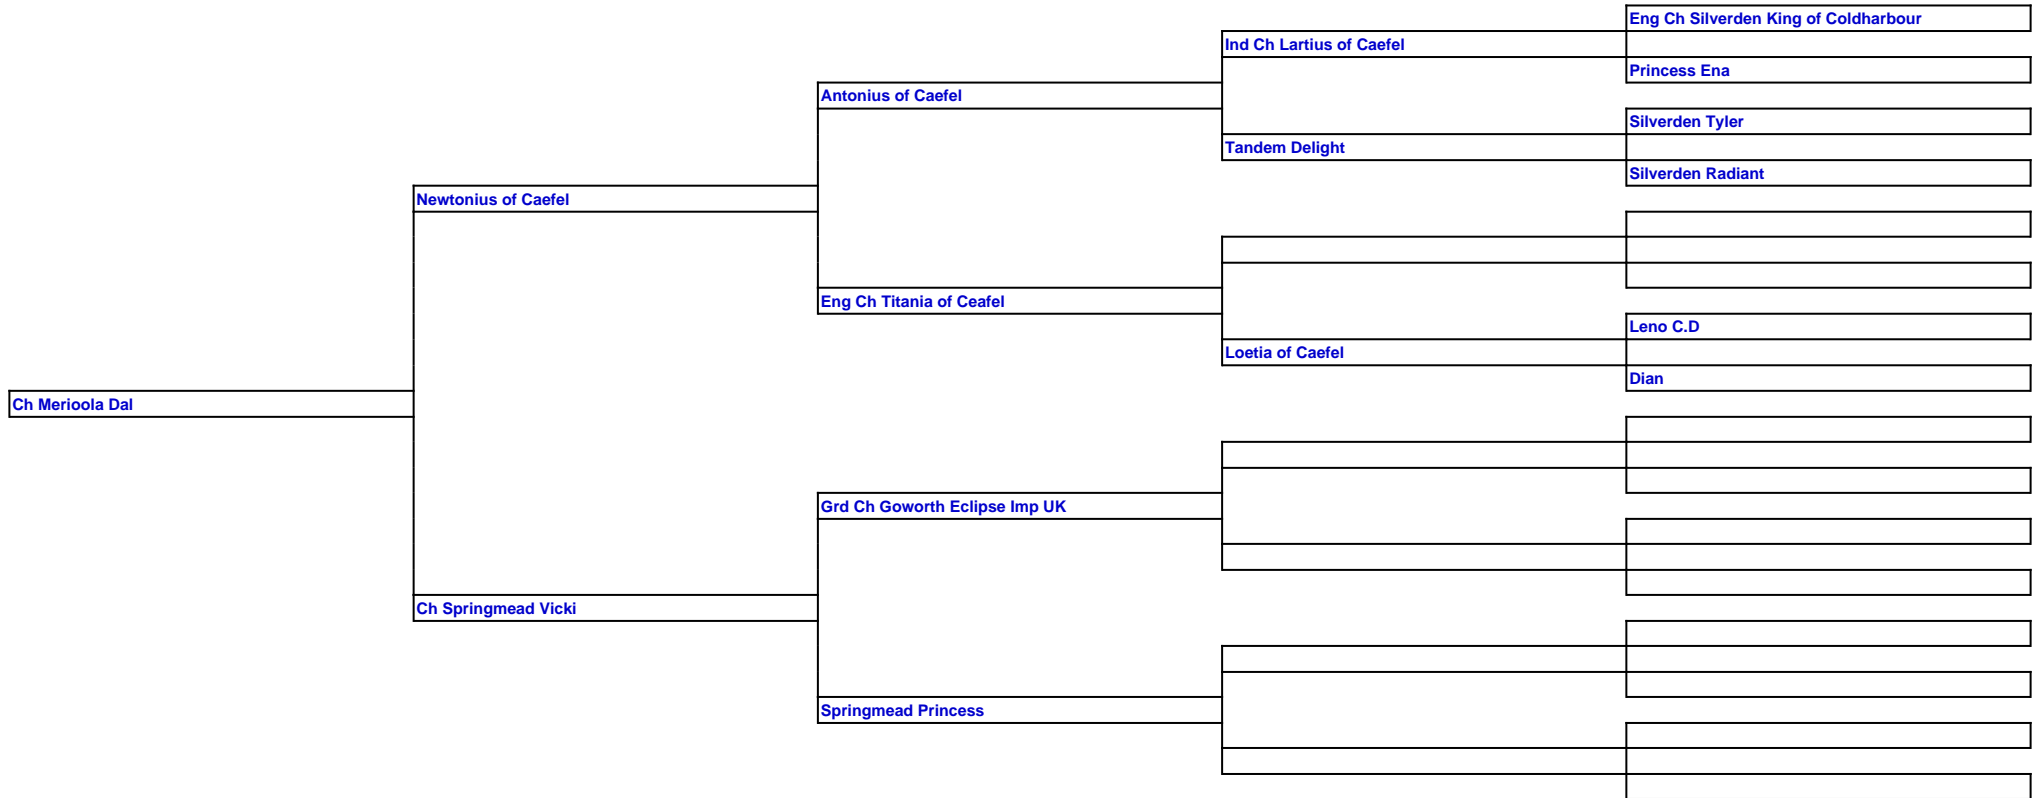 Eng Ch Silverden King of Coldharbour
Ind Ch Lartius of Caefel
Princess Ena
Antonius of Caefel
Silverden Tyler
Tandem Delight
Silverden Radiant
Newtonius of Caefel
Eng Ch Titania of Ceafel
Leno C.D
Loetia of Caefel
Dian
Ch Merioola Dal
Grd Ch Goworth Eclipse Imp UK
Ch Springmead Vicki
Springmead Princess